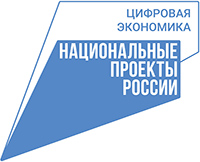 ЦИФРОВАЯ
ЭКОНОМИКА
НАЦИОНАЛЬНЫЕ
ПРОЕКТЫ
РОССИИ